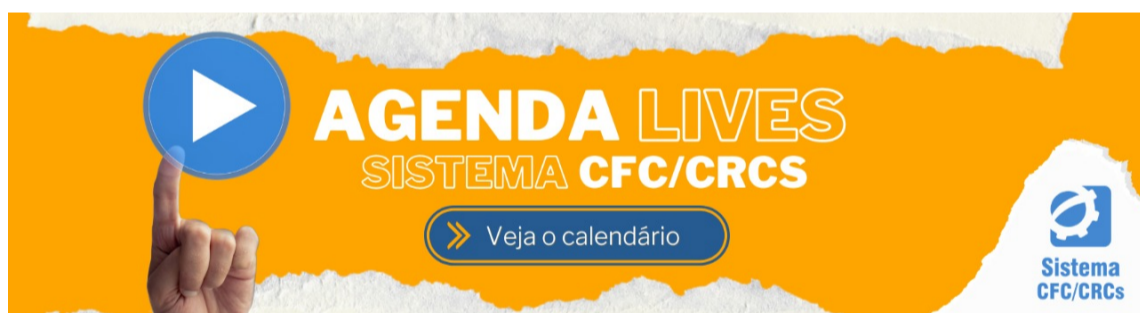 AGENDA LIVES
SISTEMA CFC/CRCS
Veja o calendário
Sistema
CFC/CRCs